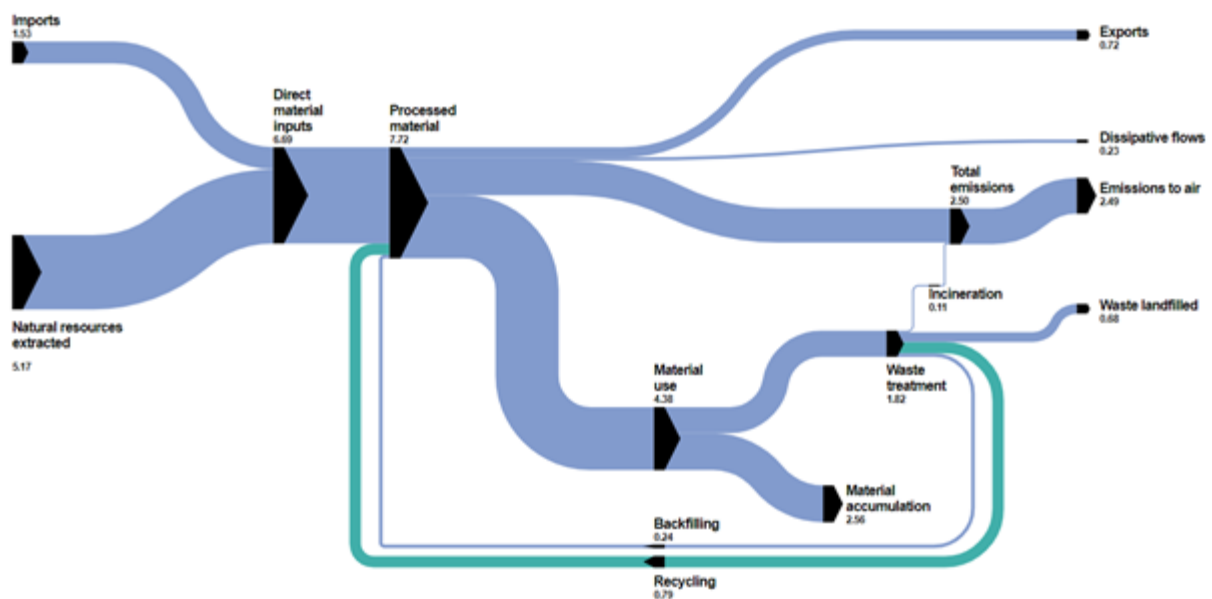 Imports
1.53
Exports
0.72
Direct
material
inputs
6.69
Processed
material
7.72
Dissipative flows
0.23
Total
emissions
2.50
Emissions to air
2.49
Natural resources
extracted
5.17
Incineration
0.11
Waste landfilled
0.68
Material
use
4.38
Waste
treatment
1.82
Material
accumulation
2.56
Backfilling
0.24
Recycling
0.79